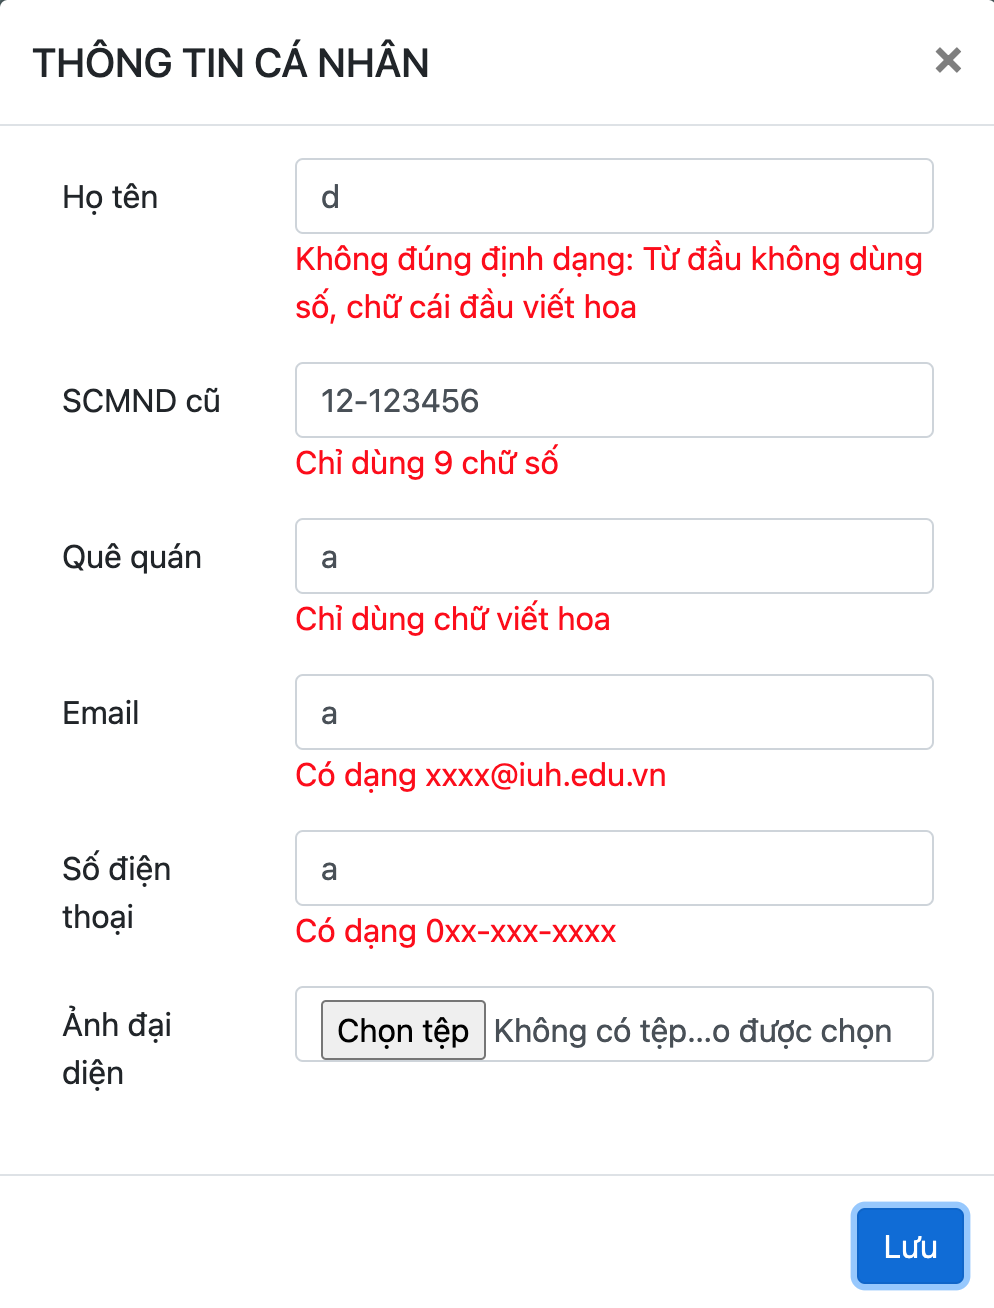 THÔNG TIN CÁ NHÂN
×
Họ tên
d
Không đúng định dạng: Từ đầu không dùng
số, chữ cái đầu viết hoa
SCMND cũ
12-123456
Chỉ dùng 9 chữ số
Quê quán
a
Chỉ dùng chữ viết hoa
Email
a
Có dạng xxxx@iuh.edu.vn
Số điện
thoại
a
Có dạng 0xx-xxx-xxxx
Ảnh đại
diện
Chọn tệp Không có tệp...o được chọn
Lưu